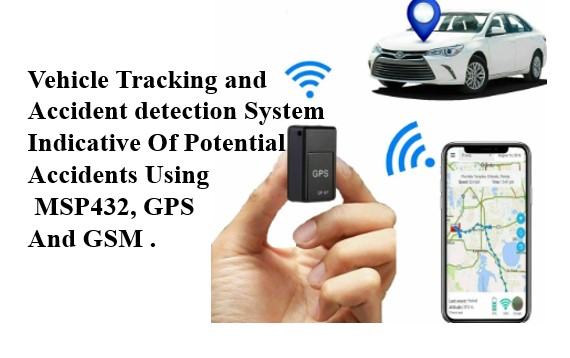 Vehicle Tracking and
Accident detection System
Indicative Of Potential
Accidents Using
MSP432, GPS
And GSM .
GPS